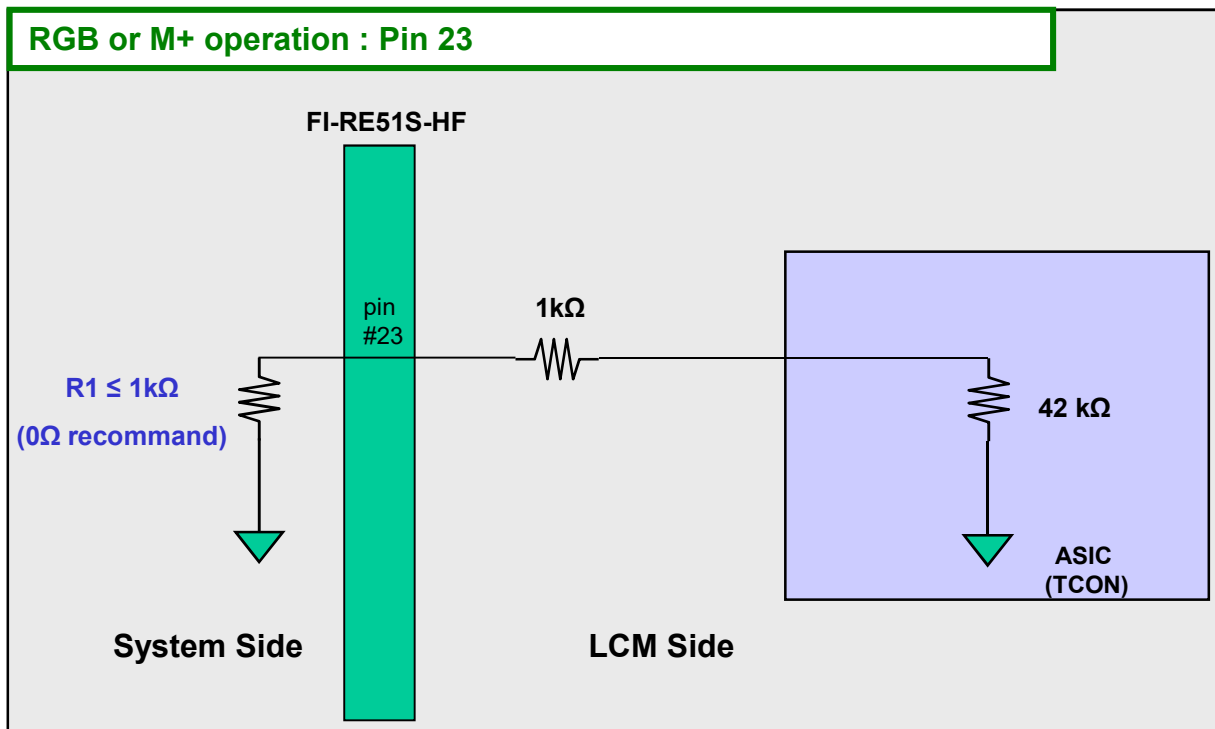 RGB or M+ operation : Pin 23
FI-RE51S-HF
pin
#23
1kΩ
R1 ≤ 1kΩ
(0Ω recommand)
42 kΩ
ASIC
(TCON)
System Side
LCM Side